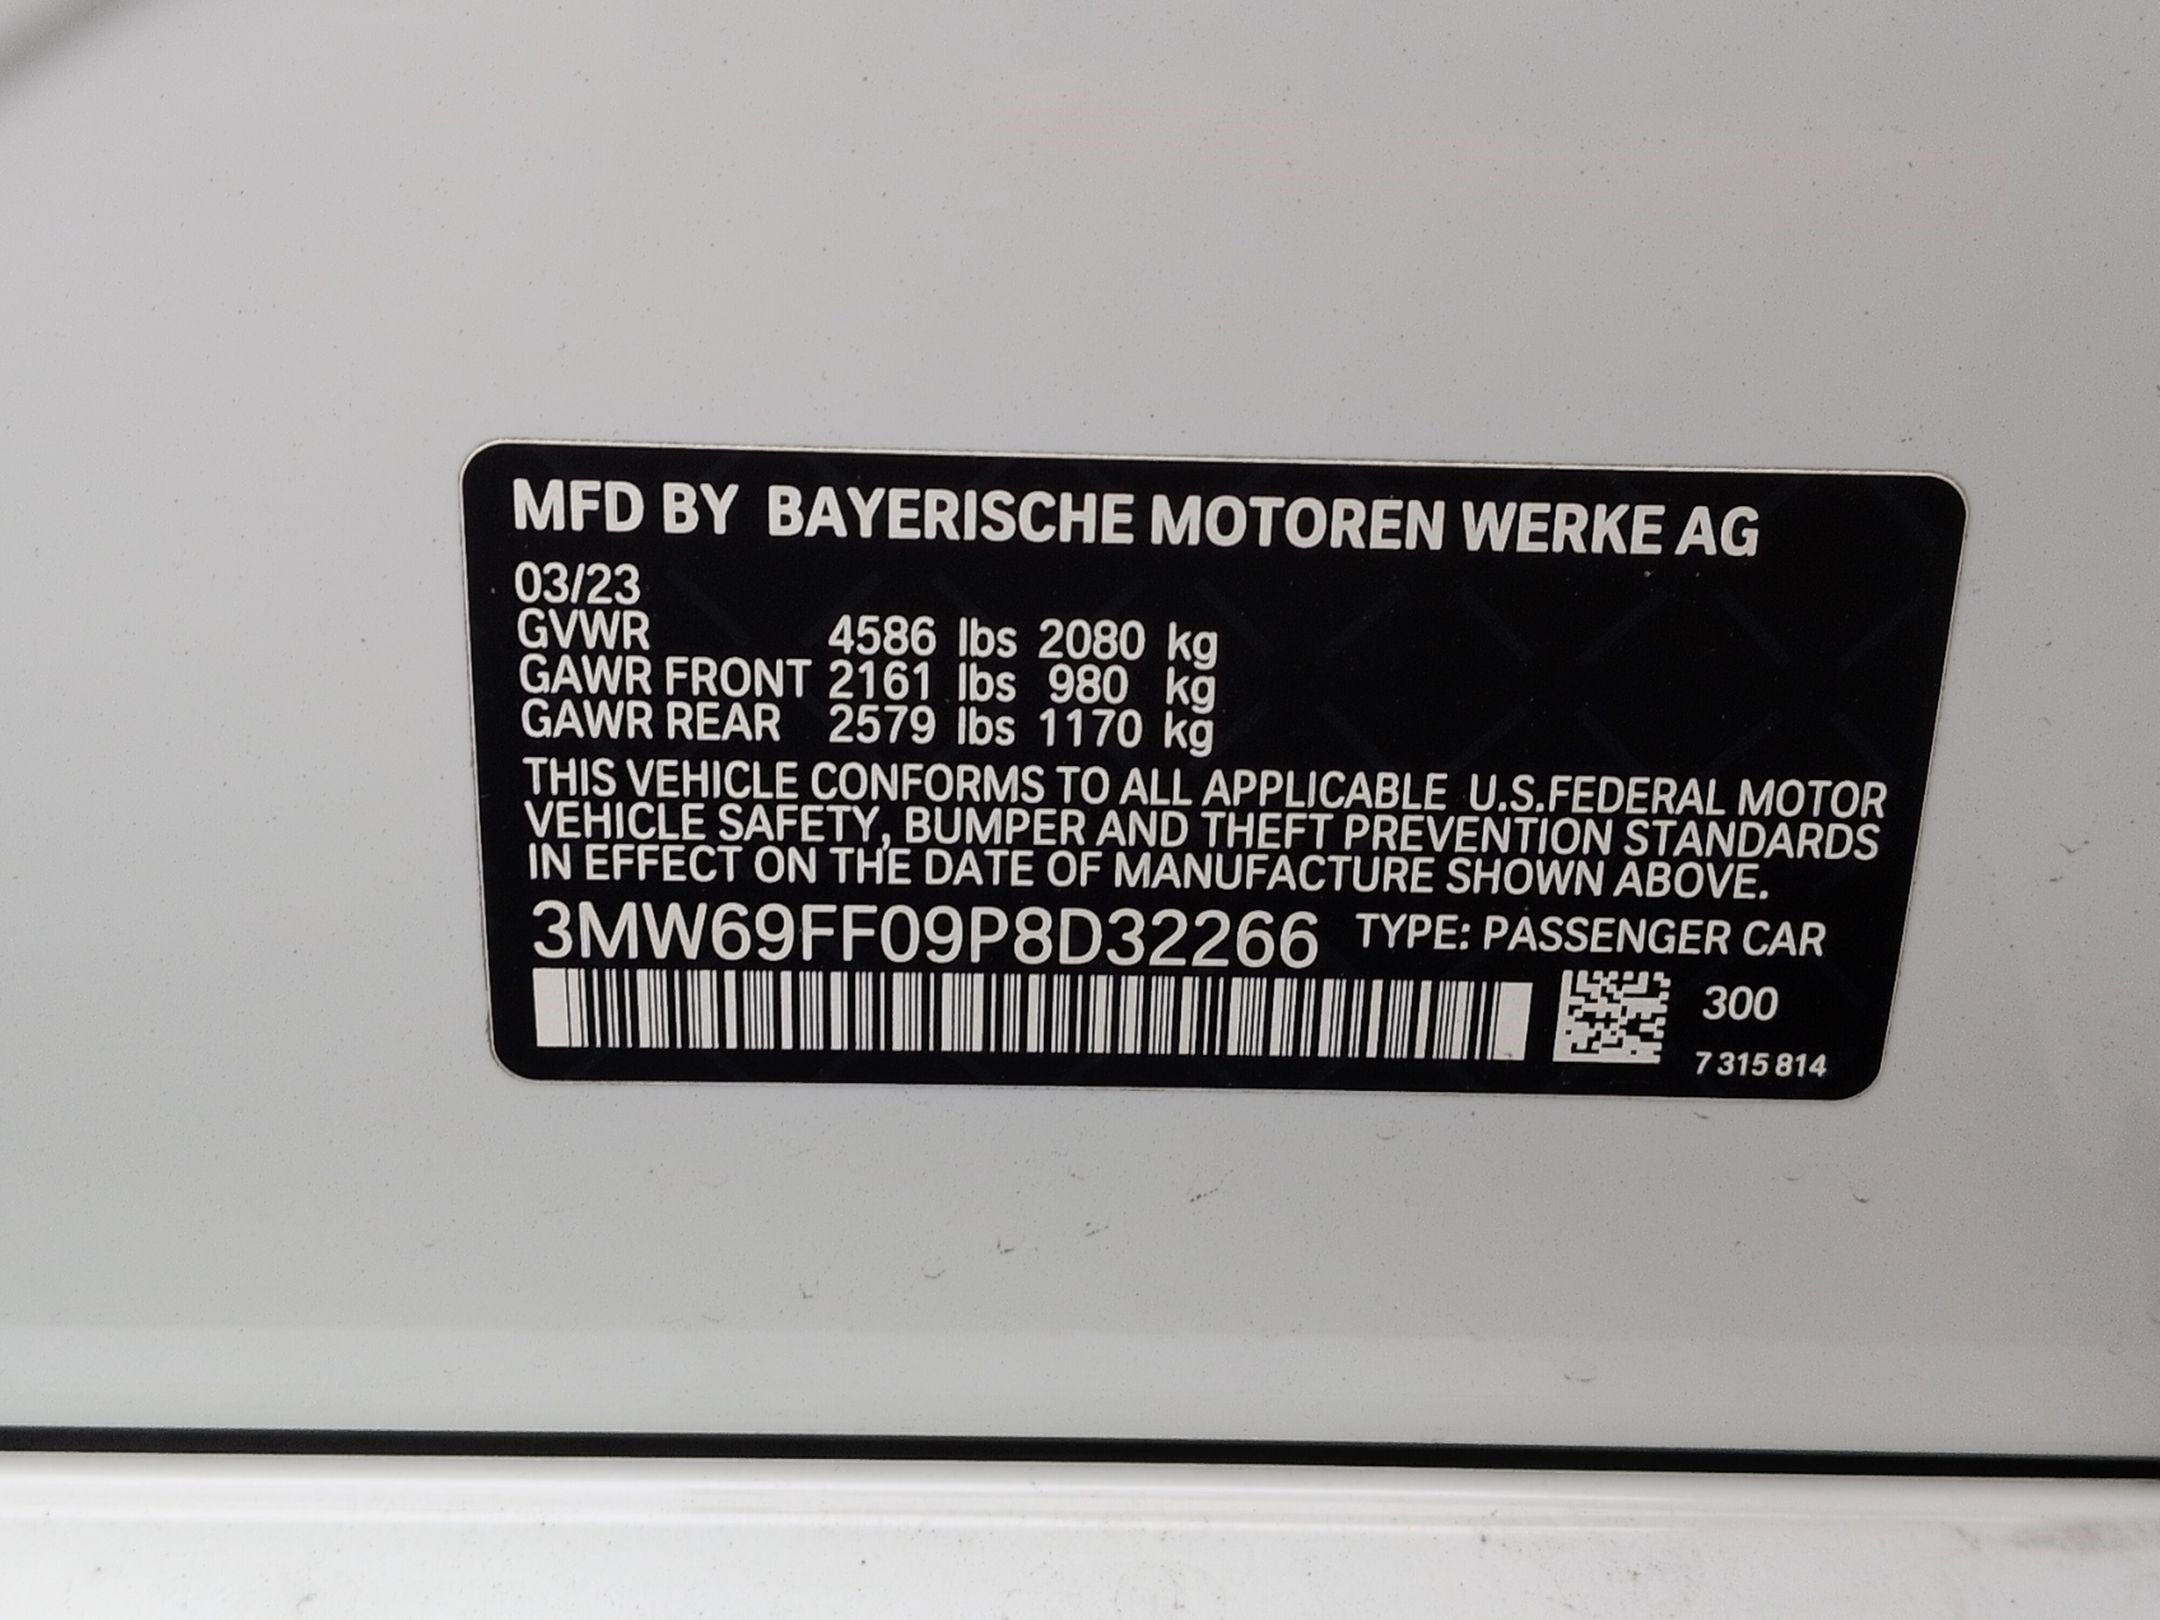 MFD BY BAYERISCHE MOTOREN WERKE AG
03/23
GVWR 4586 lbs 2080 kg
GAWR FRONT 2161 lbs 980 kg
GAWR REAR 2579 lbs 1170 kg
THIS VEHICLE CONFORMS TO ALL APPLICABLE U.S.FEDERAL MOTOR
VEHICLE SAFETY, BUMPER AND THEFT PREVENTION STANDARDS
IN EFFECT ON THE DATE OF MANUFACTURE SHOWN ABOVE.
3MW69FF09P8D32266 TYPE: PASSENGER CAR
300
7 315 814